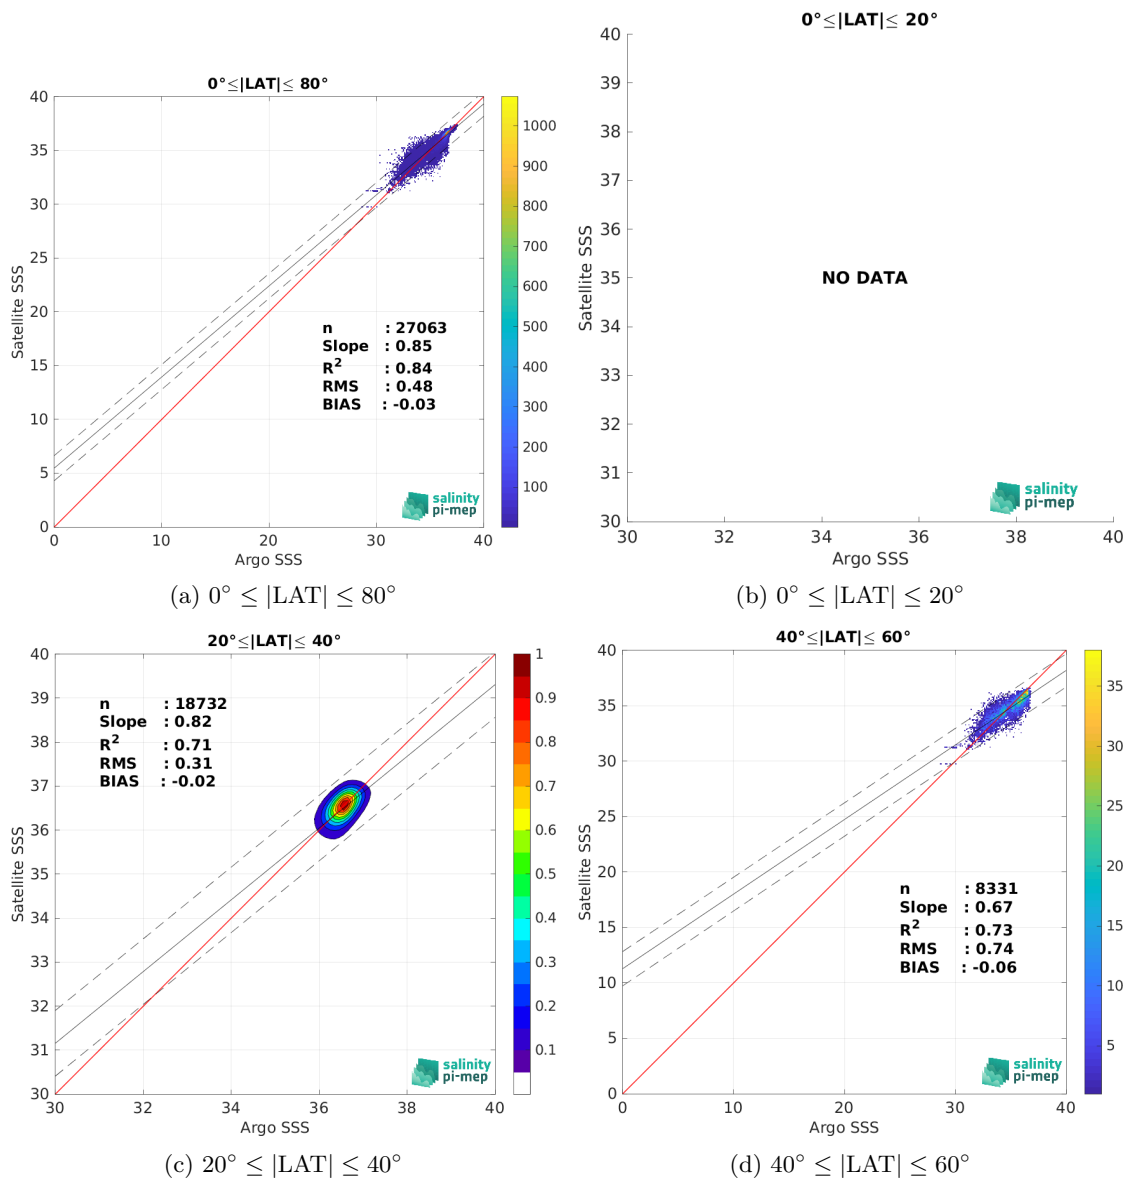 0°≤|LAT|≤ 80°
40
35
30
25
20
15
10
5
0
Satellite SSS
n : 27063
Slope : 0.85
R² : 0.84
RMS : 0.48
BIAS : -0.03
salinity
pi-mep
0 10 20 30 40
Argo SSS
1000
900
800
700
600
500
400
300
200
100
(a) 0° ≤ |LAT| ≤ 80°
0°≤|LAT|≤ 20°
40
39
38
37
36
35
34
33
32
31
30
Satellite SSS
NO DATA
salinity
pi-mep
30 32 34 36 38 40
Argo SSS
(b) 0° ≤ |LAT| ≤ 20°
20°≤|LAT|≤ 40°
40
39
38
37
36
35
34
33
32
31
30
Satellite SSS
n : 18732
Slope : 0.82
R² : 0.71
RMS : 0.31
BIAS : -0.02
salinity
pi-mep
30 32 34 36 38 40
Argo SSS
1
0.9
0.8
0.7
0.6
0.5
0.4
0.3
0.2
0.1
(c) 20° ≤ |LAT| ≤ 40°
40°≤|LAT|≤ 60°
40
35
30
25
20
15
10
5
0
Satellite SSS
n : 8331
Slope : 0.67
R² : 0.73
RMS : 0.74
BIAS : -0.06
salinity
pi-mep
0 10 20 30 40
Argo SSS
35
30
25
20
15
10
5
(d) 40° ≤ |LAT| ≤ 60°